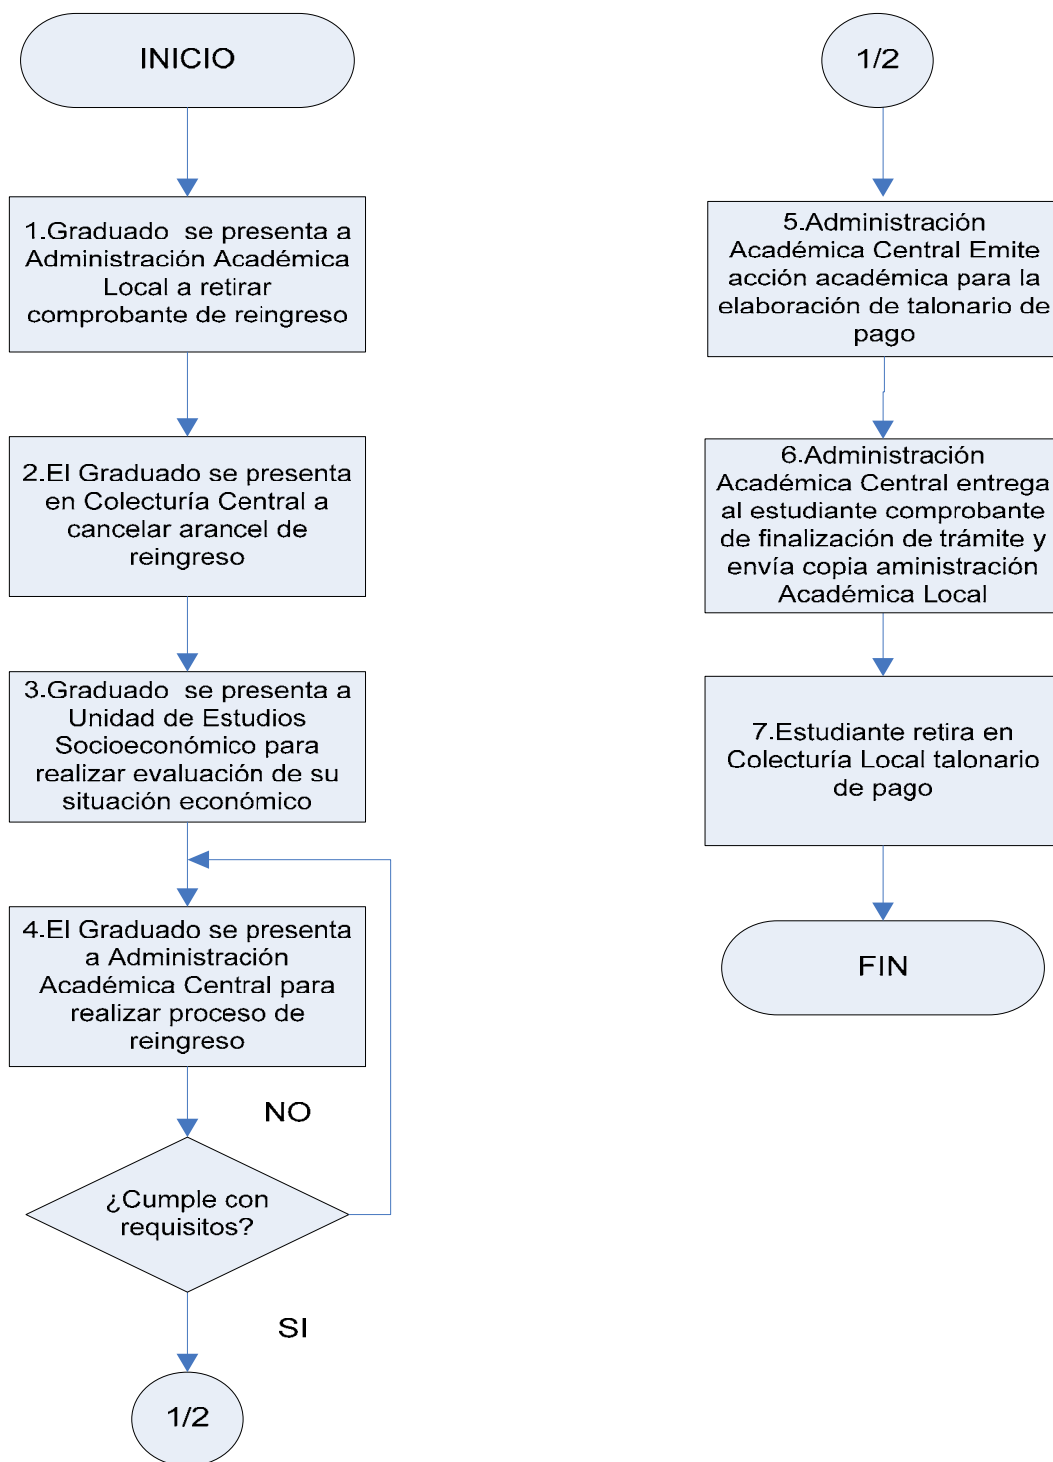 INICIO
1.Graduado se presenta a
Administración Académica
Local a retirar
comprobante de reingreso
2.El Graduado se presenta
en Colecturía Central a
cancelar arancel de
reingreso
3.Graduado se presenta a
Unidad de Estudios
Socioeconómico para
realizar evaluación de su
situación económico
4.El Graduado se presenta
a Administración
Académica Central para
realizar proceso de
reingreso
NO
¿Cumple con
requisitos?
SI
1/2
1/2
5.Administración
Académica Central Emite
acción académica para la
elaboración de talonario de
pago
6.Administración
Académica Central entrega
al estudiante comprobante
de finalización de trámite y
envía copia aministración
Académica Local
7.Estudiante retira en
Colecturía Local talonario
de pago
FIN